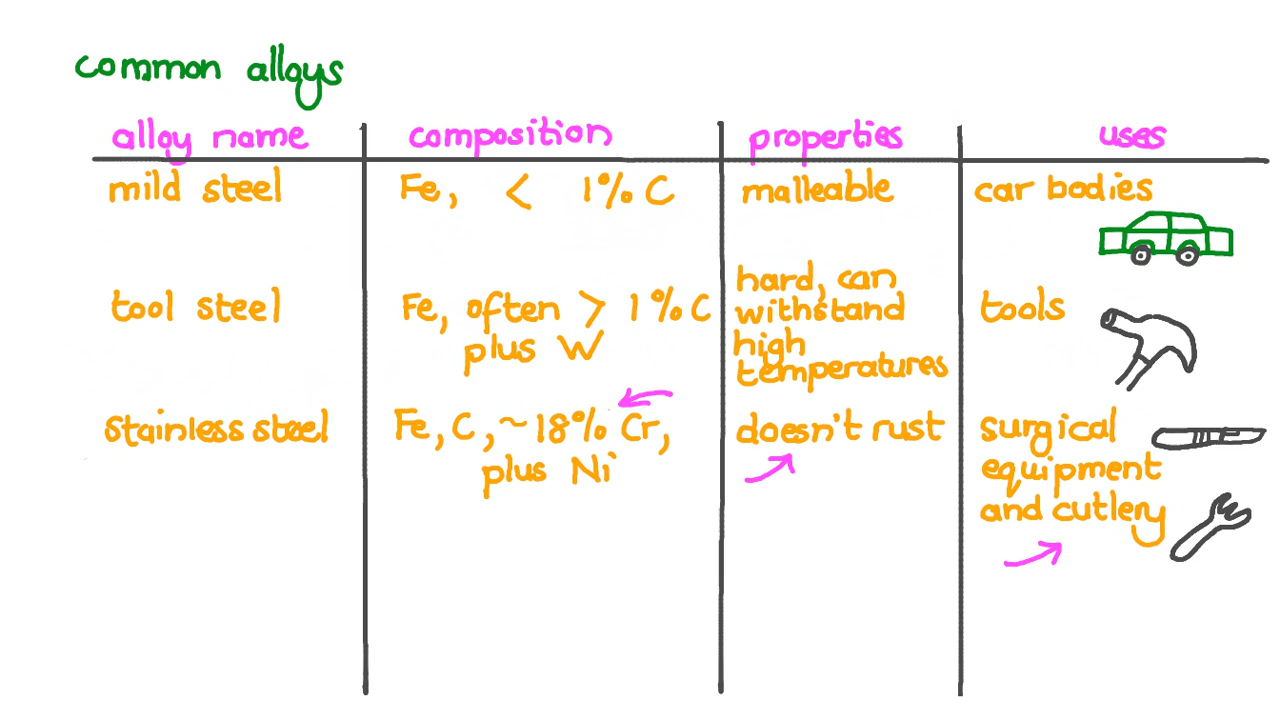 common alloys
alloy name composition properties uses
mild steel Fe, < 1% C malleable car bodies
tool steel Fe, often > 1% C plus W hard, can withstand high temperatures tools
stainless steel Fe, C, ~18% Cr, plus Ni doesn't rust surgical equipment and cutlery